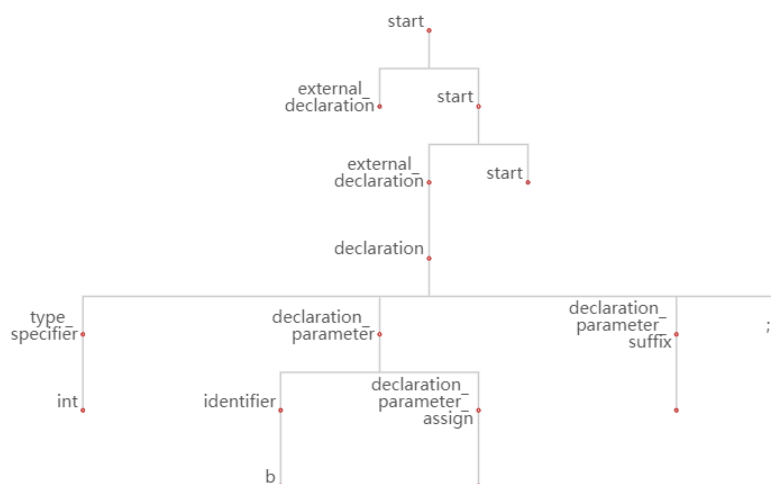 start
external_
declaration
start
external_
declaration
start
declaration
type_
specifier
declaration_
parameter
declaration_
parameter_
suffix
;
int
identifier
declaration_
parameter_
assign
b